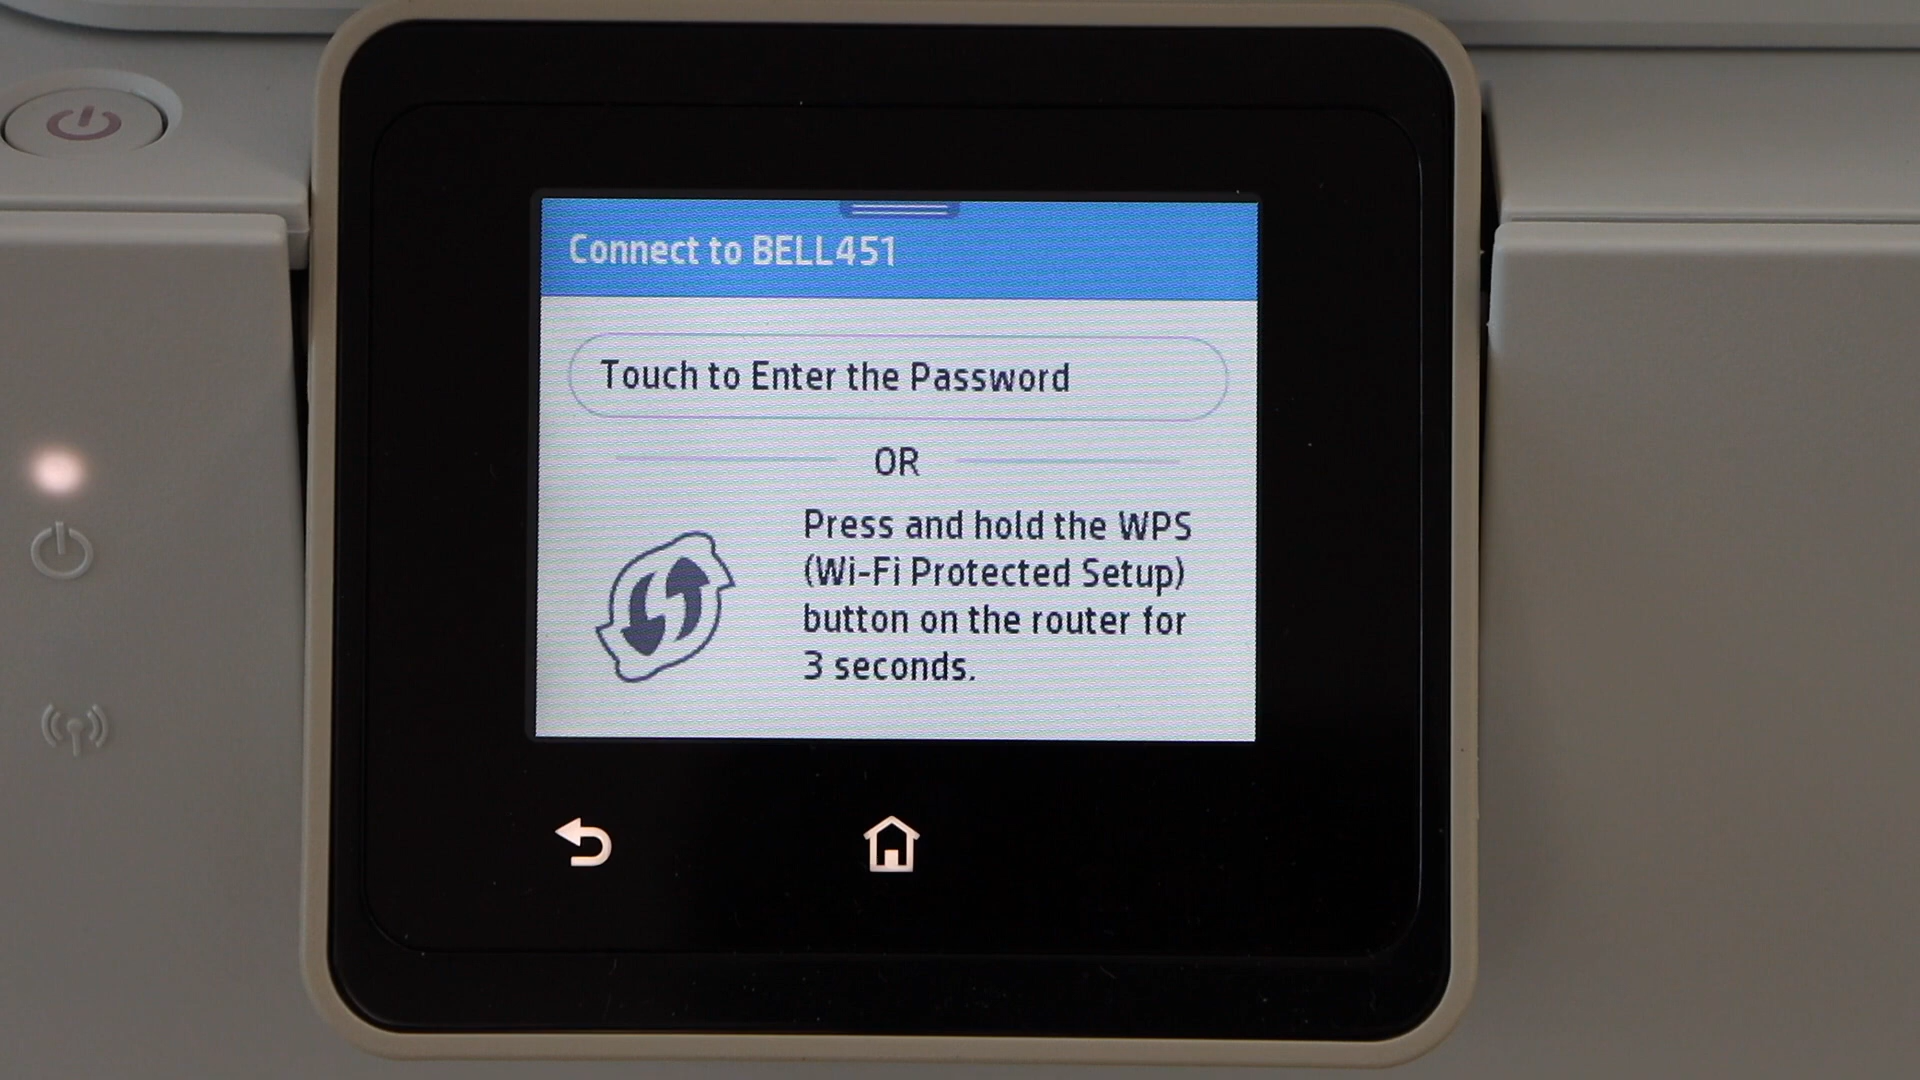 Connect to BELL451
Touch to Enter the Password
OR
Press and hold the WPS
(Wi-Fi Protected Setup)
button on the router for
3 seconds.